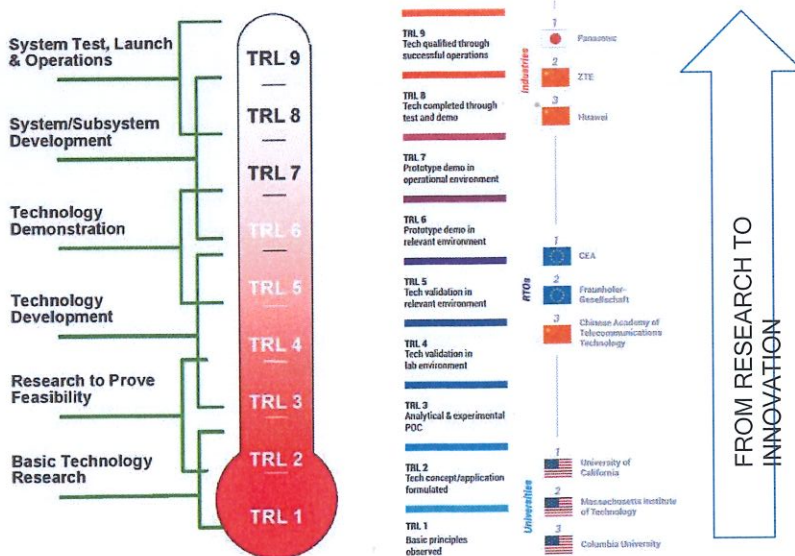 System Test, Launch
& Operations
System/Subsystem
Development
Technology
Demonstration
Technology
Development
Research to Prove
Feasibility
Basic Technology
Research
TRL 9
TRL 8
TRL 7
TRL 6
TRL 5
TRL 4
TRL 3
TRL 2
TRL 1
TRL 9
Tech qualified through
successful operations
TRL 8
Tech completed through
test and demo
TRL 7
Prototype demo in
operational environment
TRL 6
Prototype demo in
relevant environment
TRL 5
Tech validation in
relevant environment
TRL 4
Tech validation in
lab environment
TRL 3
Analytical & experimental
POC
TRL 2
Tech concept/application
formulated
TRL 1
Basic principles
observed
Industries
1
Panasonic
2
ZTE
3
Huawei
RTOs
1
CEA
2
Fraunhofer-
Gesellschaft
3
Chinese Academy of
Telecommunications
Technology
Universities
1
University of
California
2
Massachusetts Institute
of Technology
3
Columbia University
FROM RESEARCH TO
INNOVATION